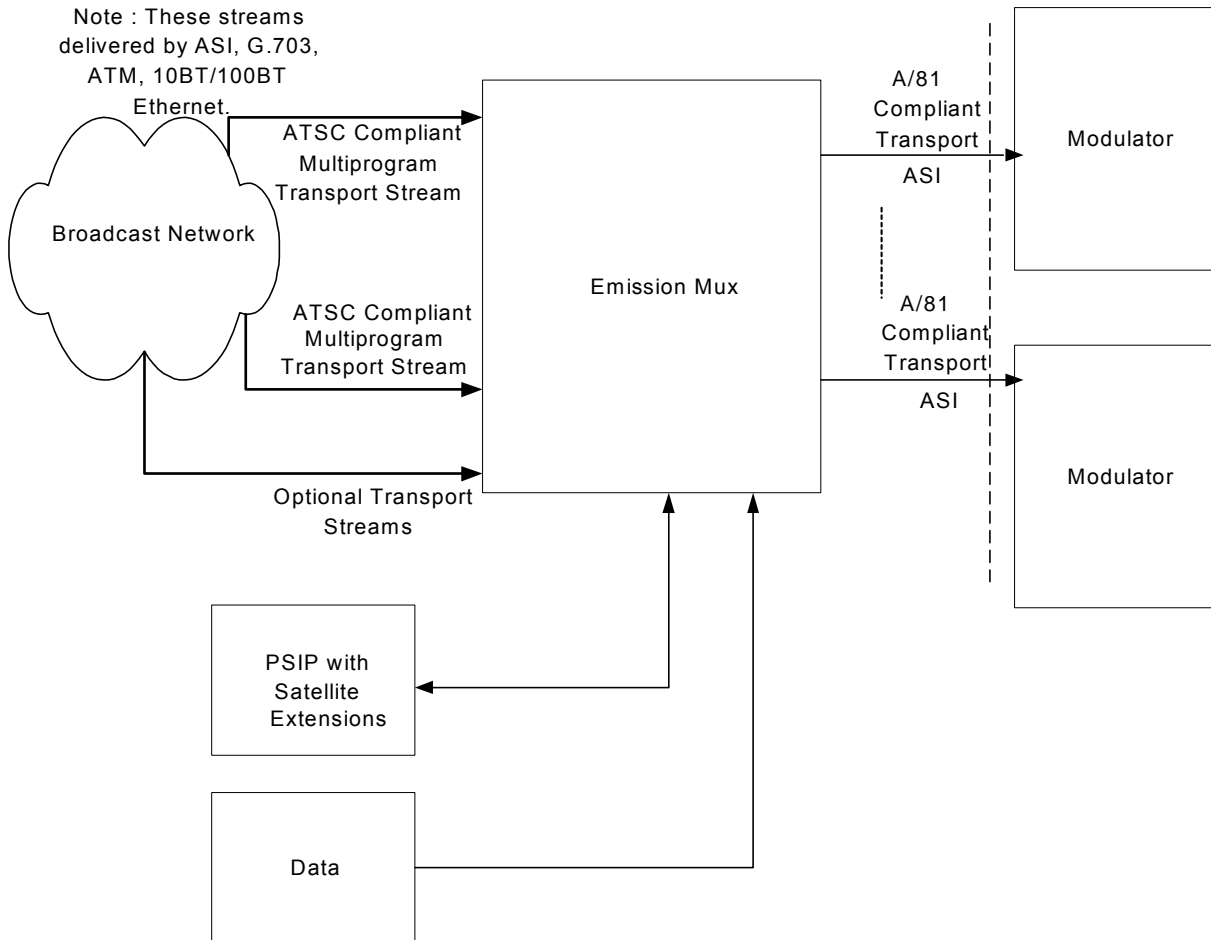 Note : These streams
delivered by ASI, G.703,
ATM, 10BT/100BT
Ethernet.
ATSC Compliant
Multiprogram
Transport Stream
Broadcast Network
ATSC Compliant
Multiprogram
Transport Stream
Optional Transport
Streams
Emission Mux
A/81
Compliant
Transport
ASI
A/81
Compliant
Transport
ASI
Modulator
Modulator
PSIP with
Satellite
Extensions
Data